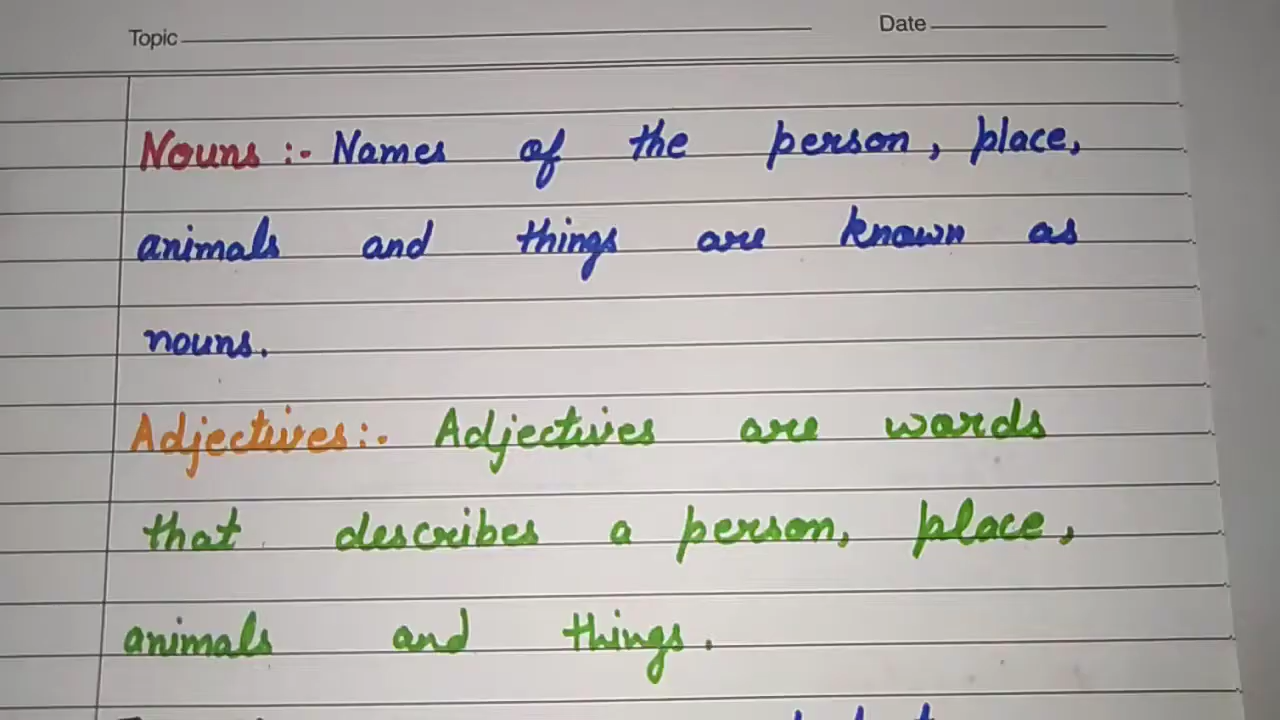 Topic Date
Nouns :- Names of the person, place,
animals and things are known as
nouns.
Adjectives:- Adjectives are words
that describes a person, place,
animals and things.